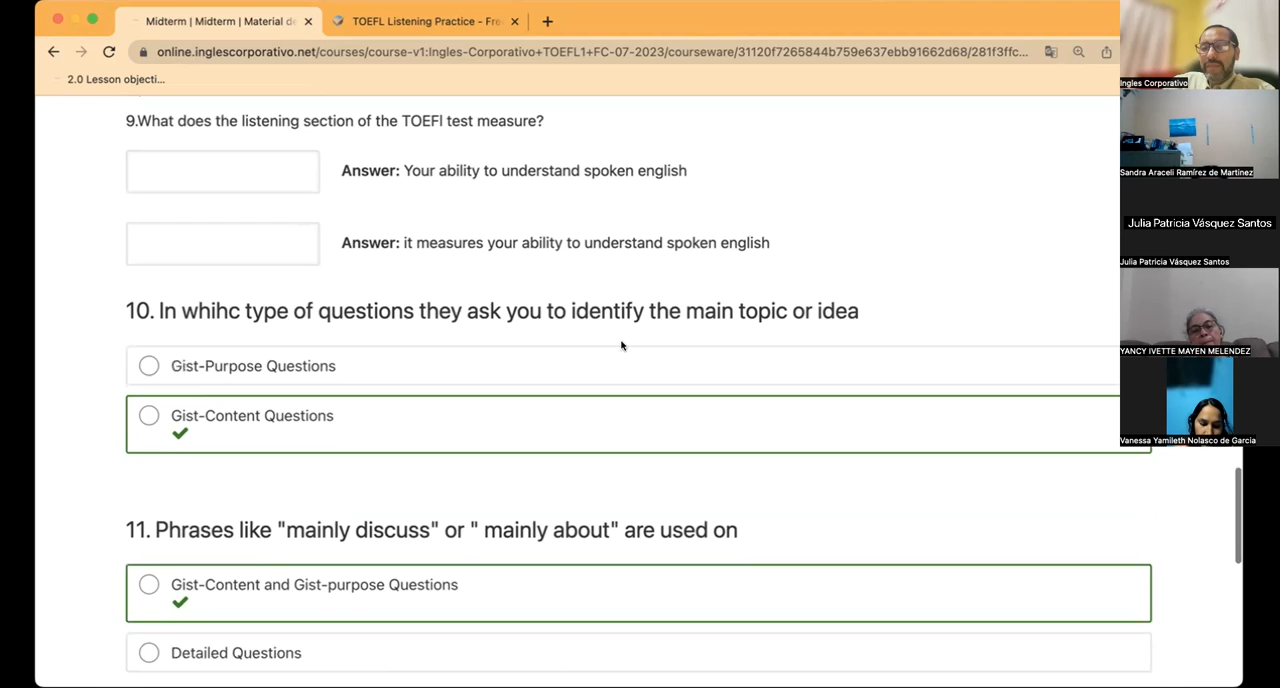 Midterm | Midterm | Material de
TOEFL Listening Practice - Fre
online.inglescorporativo.net/courses/course-v1:Ingles-Corporativo+TOEFL1+FC-07-2023/courseware/31120f7265844b759e637ebb91662d68/281f3ffc...
2.0 Lesson objecti...
9.What does the listening section of the TOEFl test measure?
Answer: Your ability to understand spoken english
Answer: it measures your ability to understand spoken english
10. In whihc type of questions they ask you to identify the main topic or idea
Gist-Purpose Questions
Gist-Content Questions
11. Phrases like "mainly discuss" or " mainly about" are used on
Gist-Content and Gist-purpose Questions
Detailed Questions
Ingles Corporativo
Sandra Araceli Ramírez de Martinez
Julia Patricia Vásquez Santos
Julia Patricia Vásquez Santos
YANCY IVETTE MAYEN MELENDEZ
Vanessa Yamileth Nolasco de Garcia